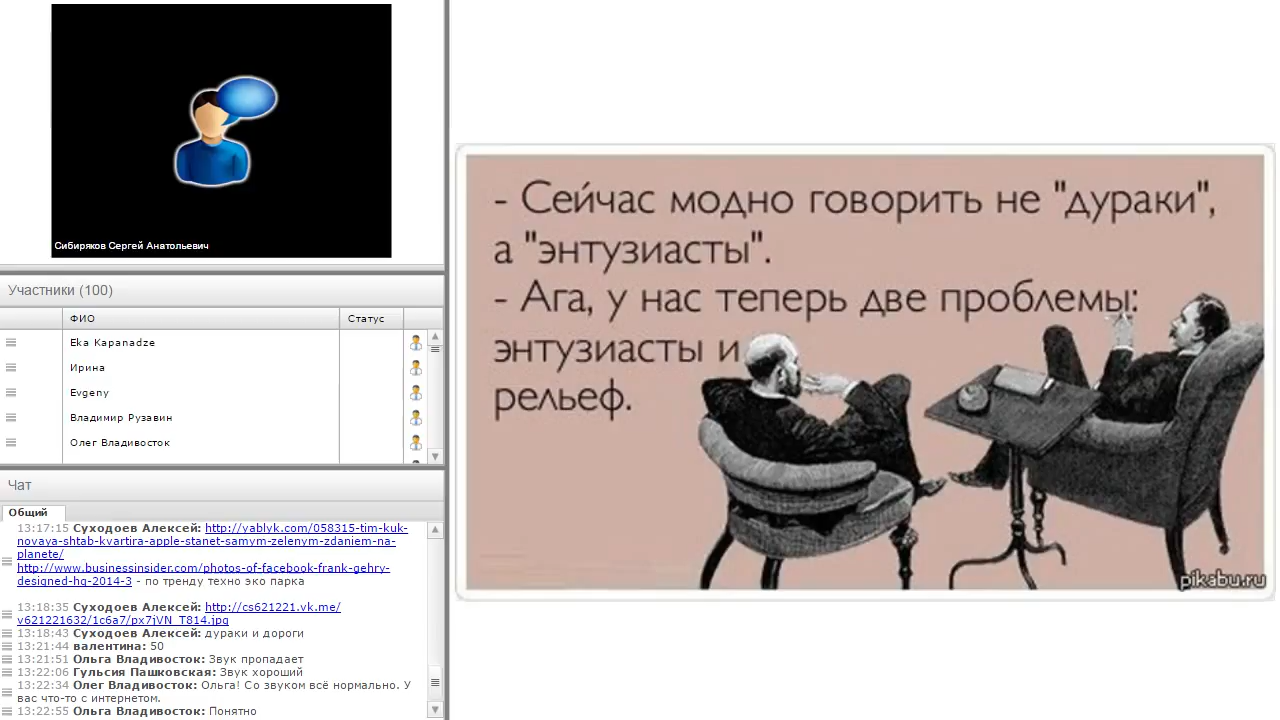 Сибиряков Сергей Анатольевич
Участники (100)
ФИО
Статус
Eka Kapanadze
Ирина
Evgeny
Владимир Рузавин
Олег Владивосток
Чат
Общий
13:17:15 Суходоев Алексей: http://yablyk.com/058315-tim-kuk-
novaya-shtab-kvartira-apple-stanet-samym-zelenym-zdaniem-na-
planete/
http://www.businessinsider.com/photos-of-facebook-frank-gehry-
designed-hq-2014-3 - по тренду техно эко парка
13:18:35 Суходоев Алексей: http://cs621221.vk.me/
v621221632/1c6a7/px7jVN_T814.jpg
13:18:43 Суходоев Алексей: дураки и дороги
13:21:44 валентина: 50
13:21:51 Ольга Владивосток: Звук пропадает
13:22:06 Гульсия Пашковская: Звук хороший
13:22:34 Олег Владивосток: Ольга! Со звуком всё нормально. У
вас что-то с интернетом.
13:22:55 Ольга Владивосток: Понятно
- Сейчас модно говорить не "дураки",
а "энтузиасты".
- Ага, у нас теперь две проблемы:
энтузиасты и
рельеф.
pikabu.ru